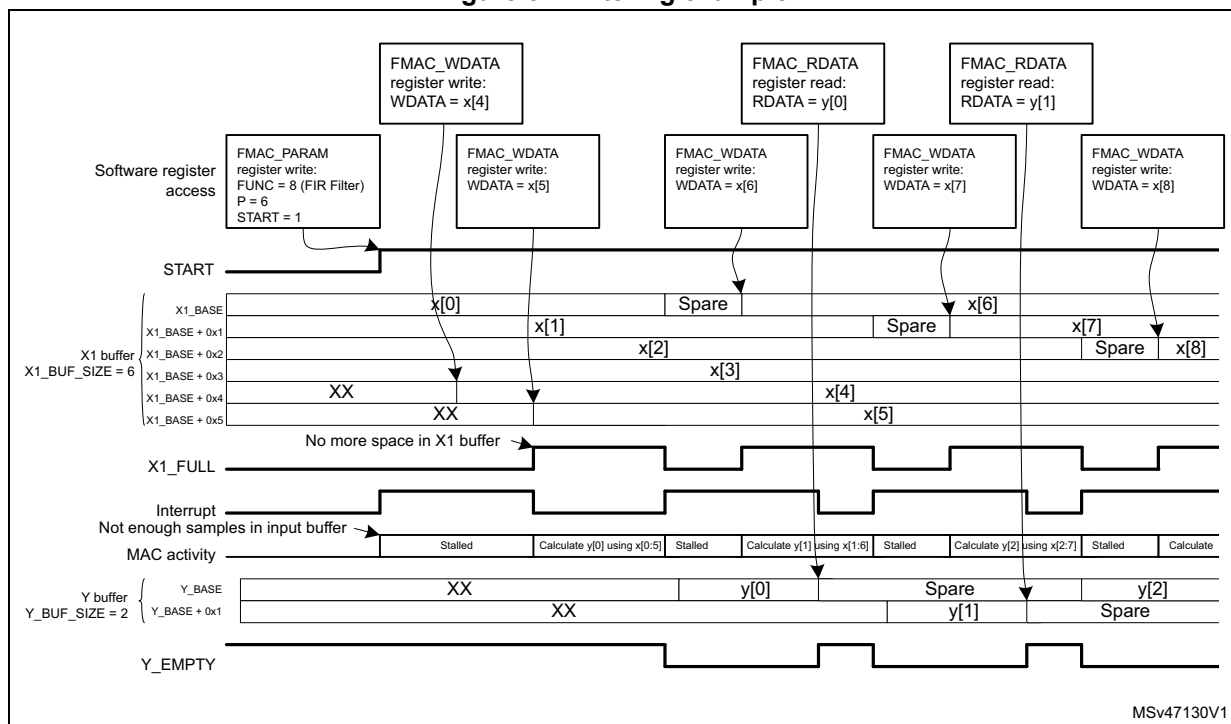 FMAC_WDATA
register write:
WDATA = x[4]
FMAC_RDATA
register read:
RDATA = y[0]
FMAC_RDATA
register read:
RDATA = y[1]
Software register
access
FMAC_PARAM
register write:
FUNC = 8 (FIR Filter)
P = 6
START = 1
FMAC_WDATA
register write:
WDATA = x[5]
FMAC_WDATA
register write:
WDATA = x[6]
FMAC_WDATA
register write:
WDATA = x[7]
FMAC_WDATA
register write:
WDATA = x[8]
START
X1 buffer
X1_BUF_SIZE = 6
X1_BASE x[0] Spare x[6]
X1_BASE + 0x1 x[1] Spare x[7]
X1_BASE + 0x2 x[2] Spare x[8]
X1_BASE + 0x3 x[3]
X1_BASE + 0x4 XX x[4]
X1_BASE + 0x5 XX x[5]
No more space in X1 buffer
X1_FULL
Interrupt
Not enough samples in input buffer
MAC activity Stalled Calculate y[0] using x[0:5] Stalled Calculate y[1] using x[1:6] Stalled Calculate y[2] using x[2:7] Stalled Calculate
Y buffer
Y_BUF_SIZE = 2
Y_BASE XX y[0] Spare y[2]
Y_BASE + 0x1 XX y[1] Spare
Y_EMPTY
MSv47130V1